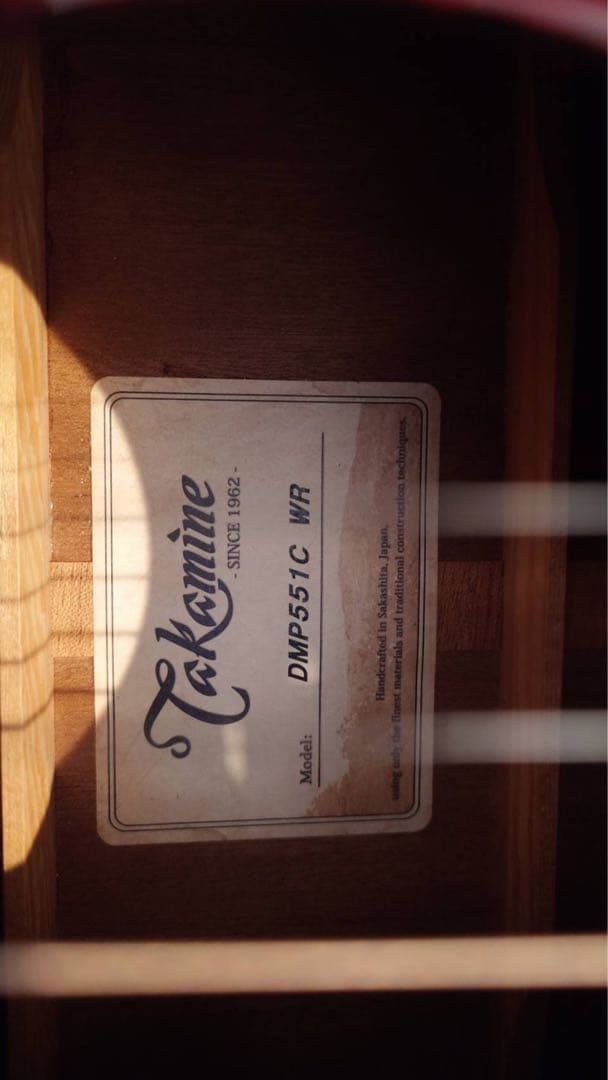 Takamine
- SINCE 1962 -
Model: DMP551C WR
Handcrafted in Sakashita, Japan.
using only the finest materials and traditional construction techniques.